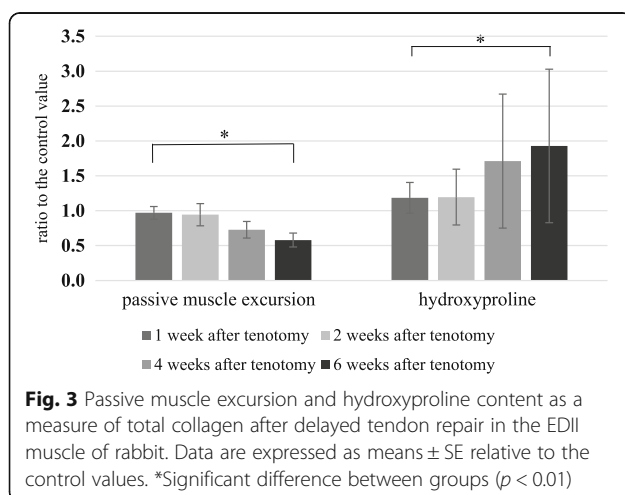 3.5
3.0
2.5
2.0
1.5
1.0
0.5
0.0
ratio to the control value
*
*
passive muscle excursion hydroxyproline
1 week after tenotomy 2 weeks after tenotomy
4 weeks after tenotomy 6 weeks after tenotomy
Fig. 3 Passive muscle excursion and hydroxyproline content as a
measure of total collagen after delayed tendon repair in the EDII
muscle of rabbit. Data are expressed as means ± SE relative to the
control values. *Significant difference between groups (p < 0.01)